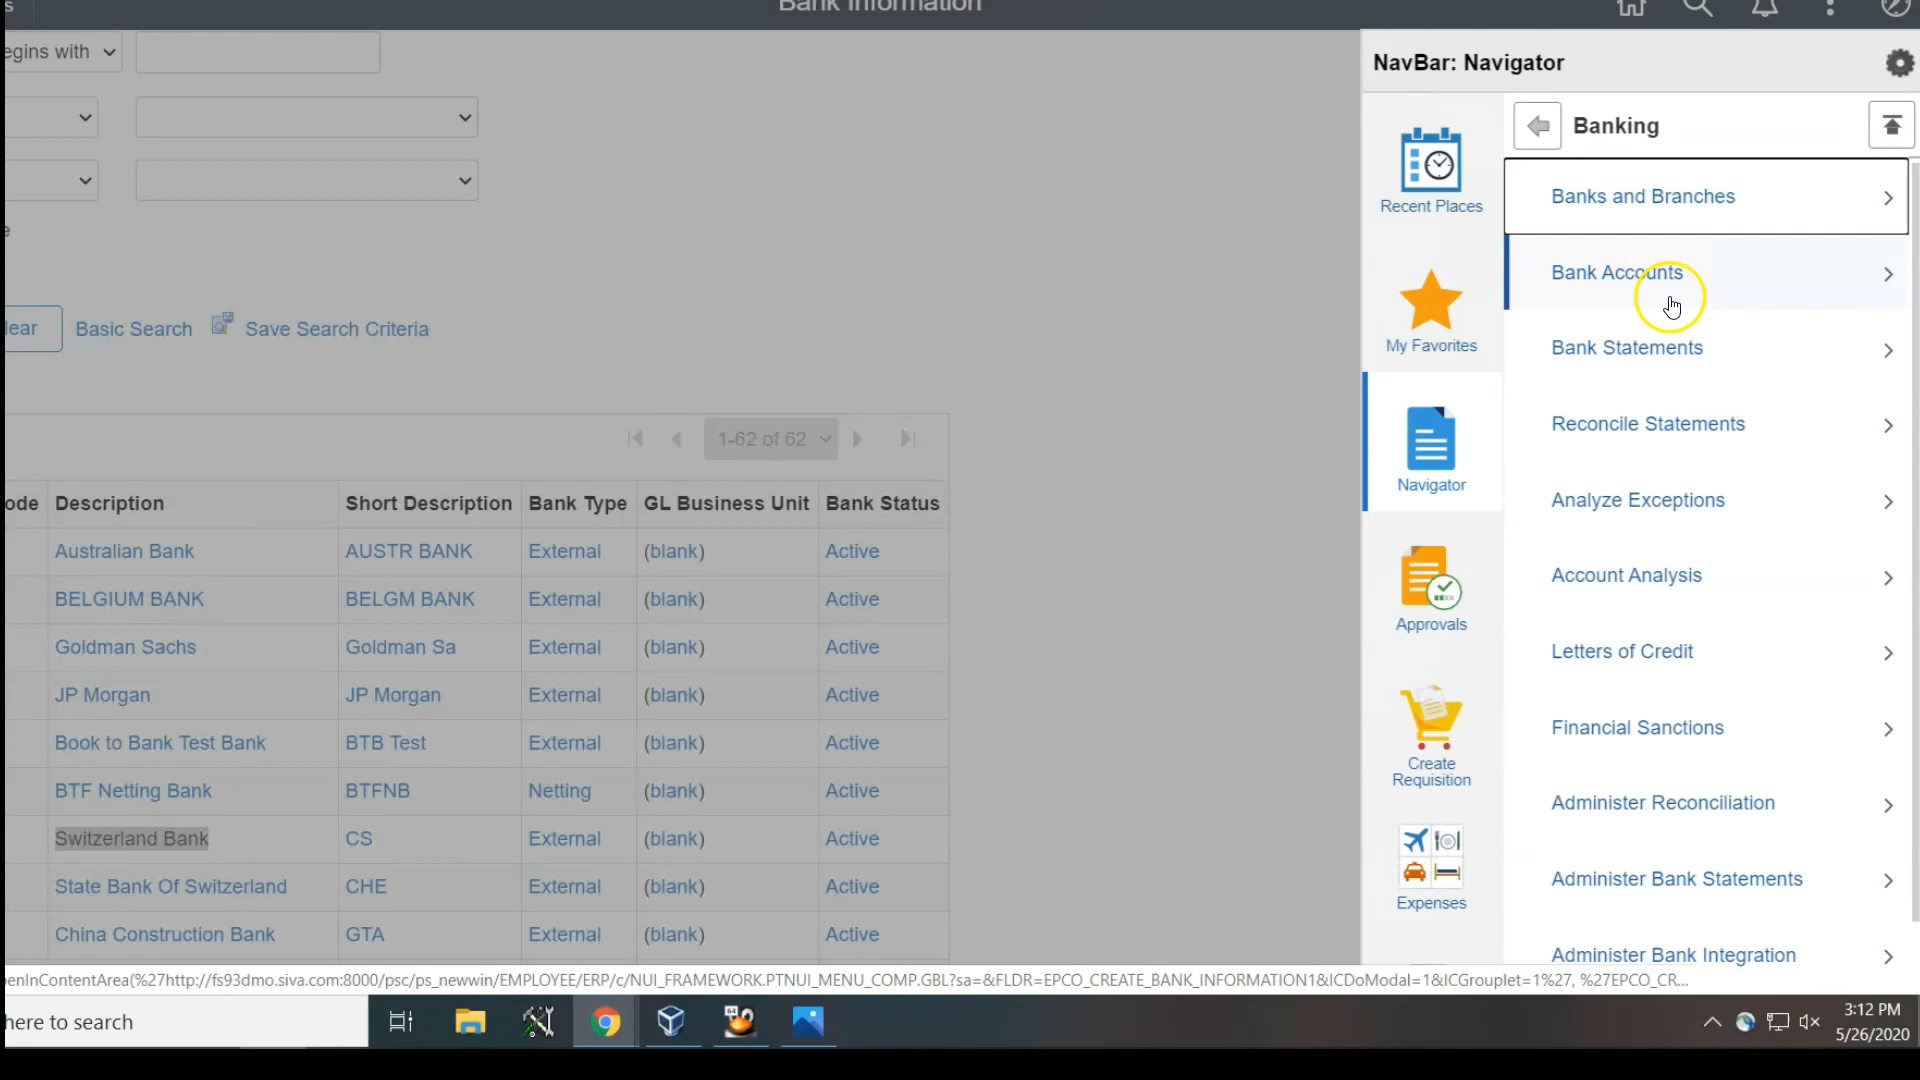 s
Bank Information
NavBar: Navigator
egins with
Recent Places
My Favorites
Navigator
Approvals
Create
Requisition
Expenses
Banking
Banks and Branches
Bank Accounts
Bank Statements
Reconcile Statements
Analyze Exceptions
Account Analysis
Letters of Credit
Financial Sanctions
Administer Reconciliation
Administer Bank Statements
Administer Bank Integration
e
lear Basic Search Save Search Criteria
1-62 of 62
ode Description Short Description Bank Type GL Business Unit Bank Status
Australian Bank AUSTR BANK External (blank) Active
BELGIUM BANK BELGM BANK External (blank) Active
Goldman Sachs Goldman Sa External (blank) Active
JP Morgan JP Morgan External (blank) Active
Book to Bank Test Bank BTB Test External (blank) Active
BTF Netting Bank BTFNB Netting (blank) Active
Switzerland Bank CS External (blank) Active
State Bank Of Switzerland CHE External (blank) Active
China Construction Bank GTA External (blank) Active
penInContentArea(%27http://fs93dmo.siva.com:8000/psc/ps_newwin/EMPLOYEE/ERP/c/NUI_FRAMEWORK.PTNUI_MENU_COMP.GBL?sa=&FLDR=EPCO_CREATE_BANK_INFORMATION1&ICDoModal=1&ICGrouplet=1%27, %27EPCO_CR...
here to search
3:12 PM
5/26/2020